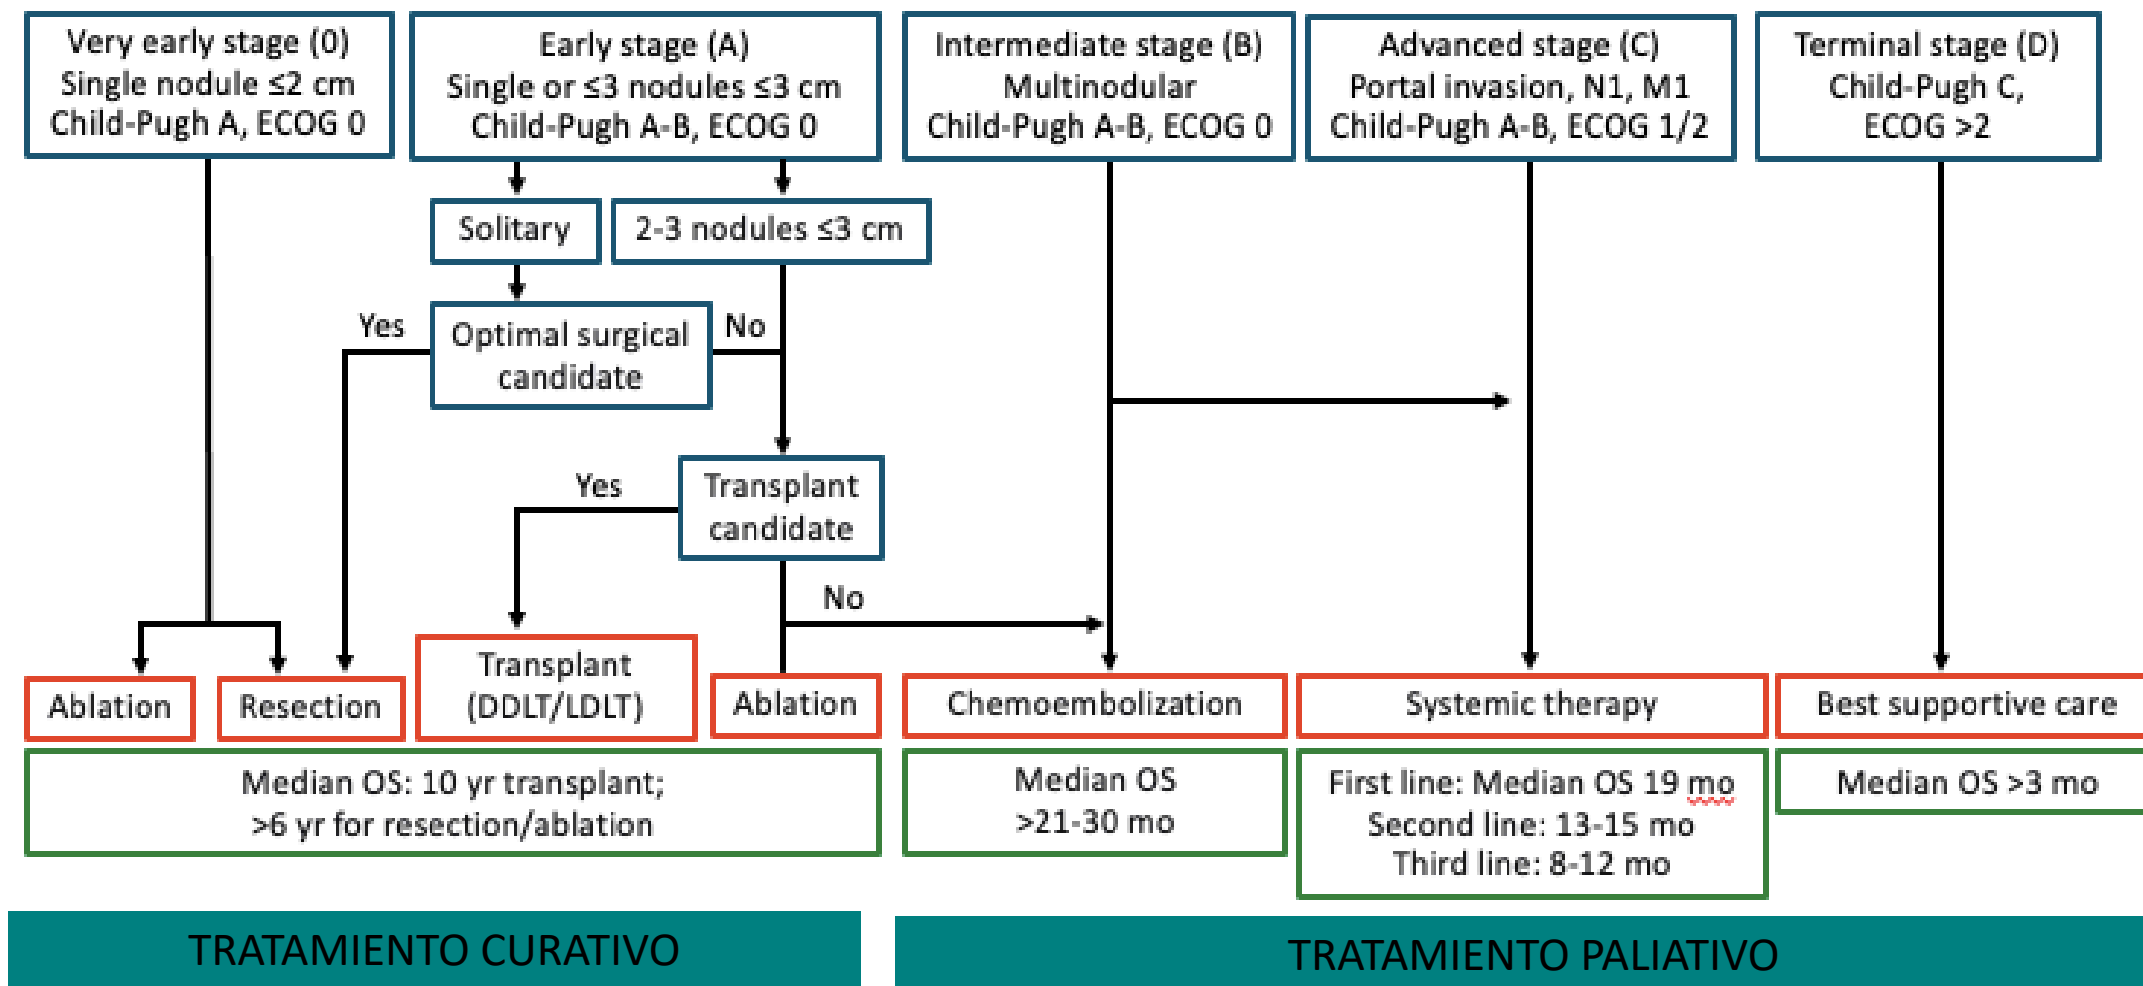 Very early stage (0)
Single nodule ≤2 cm
Child-Pugh A, ECOG 0
Early stage (A)
Single or ≤3 nodules ≤3 cm
Child-Pugh A-B, ECOG 0
Intermediate stage (B)
Multinodular
Child-Pugh A-B, ECOG 0
Advanced stage (C)
Portal invasion, N1, M1
Child-Pugh A-B, ECOG 1/2
Terminal stage (D)
Child-Pugh C,
ECOG >2
Solitary
2-3 nodules ≤3 cm
Yes
Optimal surgical
candidate
No
Yes
Transplant
candidate
No
Ablation
Resection
Transplant
(DDLT/LDLT)
Ablation
Chemoembolization
Systemic therapy
Best supportive care
Median OS: 10 yr transplant;
>6 yr for resection/ablation
Median OS
>21-30 mo
First line: Median OS 19 mo
Second line: 13-15 mo
Third line: 8-12 mo
Median OS >3 mo
TRATAMIENTO CURATIVO
TRATAMIENTO PALIATIVO